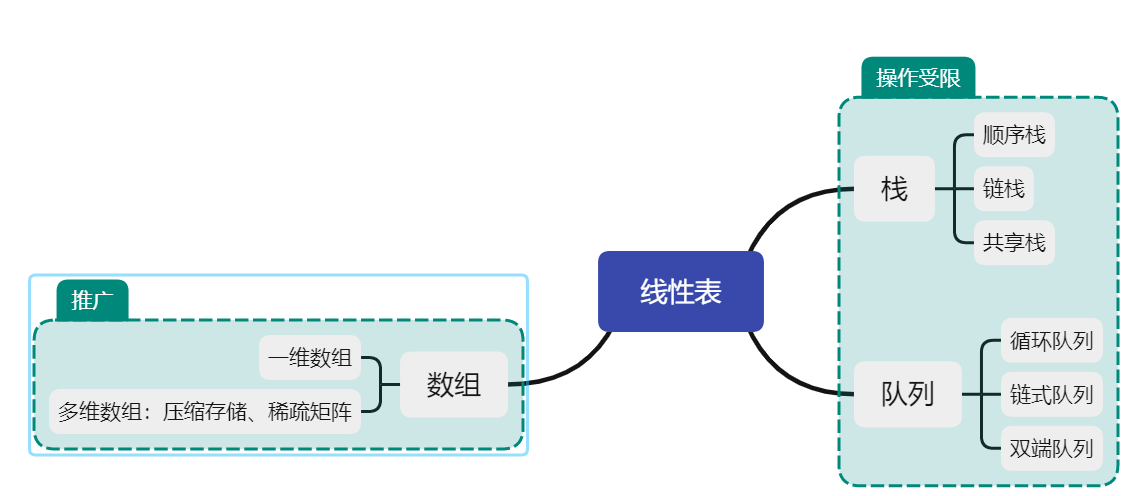 操作受限
顺序栈
栈
链栈
共享栈
线性表
推广
一维数组
数组
多维数组：压缩存储、稀疏矩阵
循环队列
队列
链式队列
双端队列